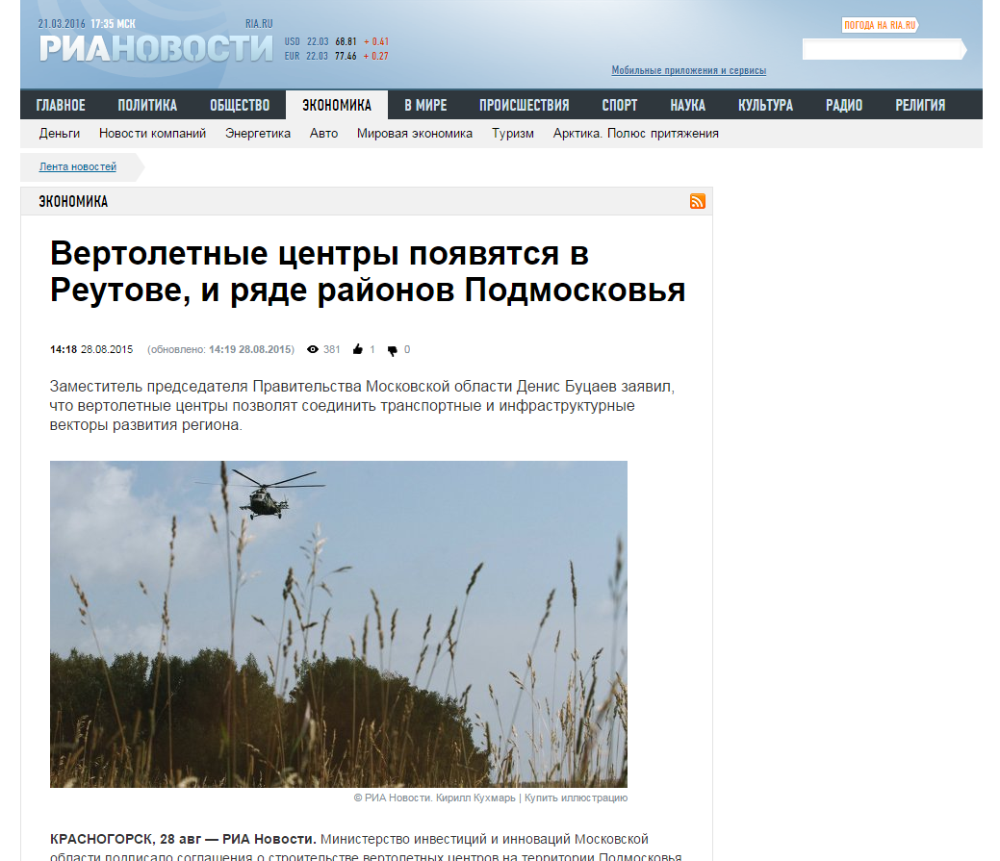 21.03.2016 17:35 МСК
RIA.RU
РИАНОВОСТИ
USD 22.03 68.81 + 0.41
EUR 22.03 77.46 + 0.27
ПОГОДА НА RIA.RU
Мобильные приложения и сервисы
ГЛАВНОЕ ПОЛИТИКА ОБЩЕСТВО ЭКОНОМИКА В МИРЕ ПРОИСШЕСТВИЯ СПОРТ НАУКА КУЛЬТУРА РАДИО РЕЛИГИЯ
Деньги Новости компаний Энергетика Авто Мировая экономика Туризм Арктика. Полюс притяжения
Лента новостей
ЭКОНОМИКА
Вертолетные центры появятся в
Реутове, и ряде районов Подмосковья
14:18 28.08.2015 (обновлено: 14:19 28.08.2015) 381 1 0
Заместитель председателя Правительства Московской области Денис Буцаев заявил,
что вертолетные центры позволят соединить транспортные и инфраструктурные
векторы развития региона.
© РИА Новости. Кирилл Кухмарь | Купить иллюстрацию
КРАСНОГОРСК, 28 авг — РИА Новости. Министерство инвестиций и инноваций Московской
области подписало соглашения о строительстве вертолетных центров на территории Подмосковья